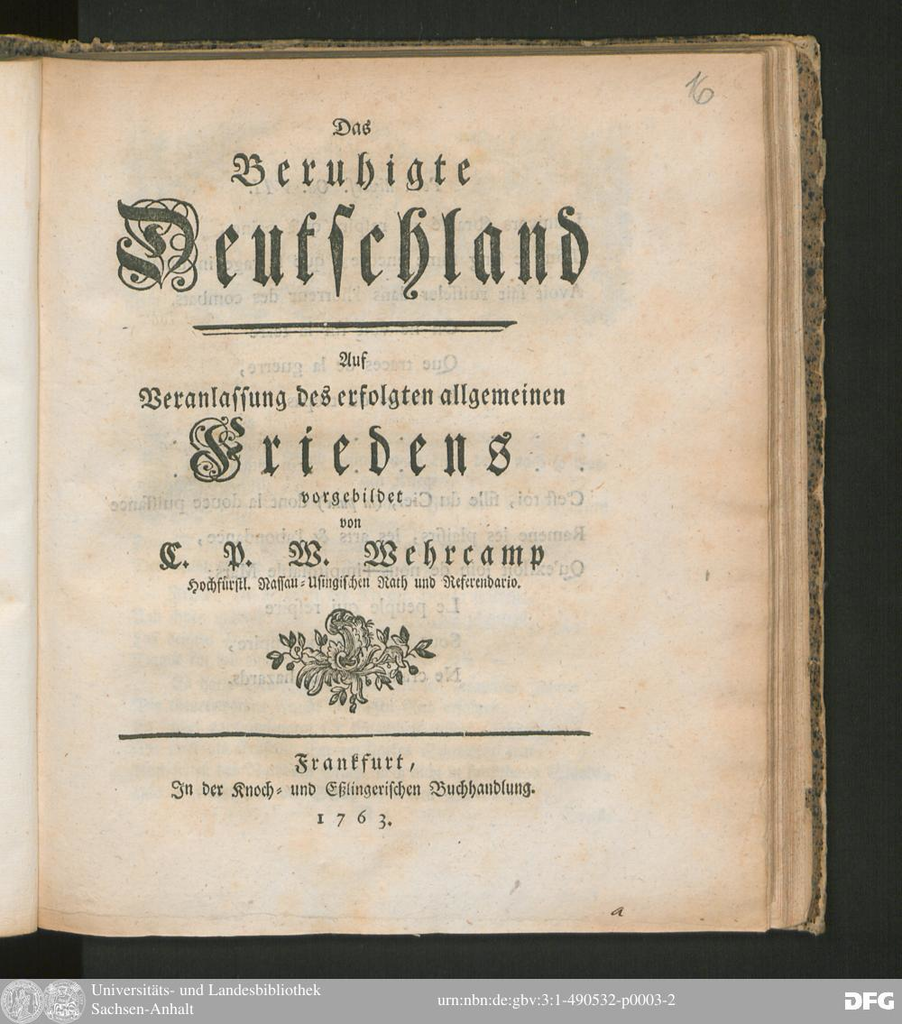 16
Das
Beruhigte
Deutschland
Auf
Veranlassung des erfolgten allgemeinen
Friedens
vorgebildet
von
C. P. W. Wehrcamp
Hochfürstl. Nassau-Usingischen Rath und Referendario.
Frankfurt,
In der Knoch- und Eßlingerischen Buchhandlung.
1763.
a
Universitäts- und Landesbibliothek
Sachsen-Anhalt
urn:nbn:de:gbv:3:1-490532-p0003-2
DFG